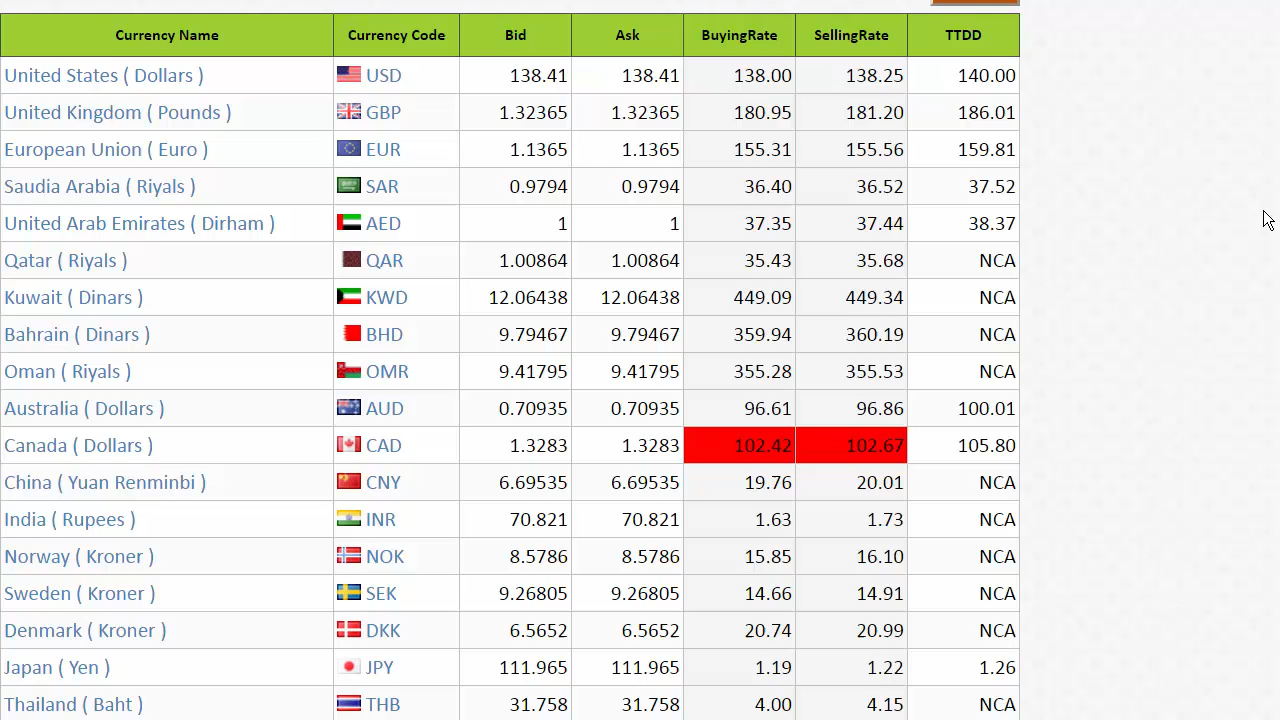 Currency Name Currency Code Bid Ask BuyingRate SellingRate TTDD
United States ( Dollars ) USD 138.41 138.41 138.00 138.25 140.00
United Kingdom ( Pounds ) GBP 1.32365 1.32365 180.95 181.20 186.01
European Union ( Euro ) EUR 1.1365 1.1365 155.31 155.56 159.81
Saudia Arabia ( Riyals ) SAR 0.9794 0.9794 36.40 36.52 37.52
United Arab Emirates ( Dirham ) AED 1 1 37.35 37.44 38.37
Qatar ( Riyals ) QAR 1.00864 1.00864 35.43 35.68 NCA
Kuwait ( Dinars ) KWD 12.06438 12.06438 449.09 449.34 NCA
Bahrain ( Dinars ) BHD 9.79467 9.79467 359.94 360.19 NCA
Oman ( Riyals ) OMR 9.41795 9.41795 355.28 355.53 NCA
Australia ( Dollars ) AUD 0.70935 0.70935 96.61 96.86 100.01
Canada ( Dollars ) CAD 1.3283 1.3283 102.42 102.67 105.80
China ( Yuan Renminbi ) CNY 6.69535 6.69535 19.76 20.01 NCA
India ( Rupees ) INR 70.821 70.821 1.63 1.73 NCA
Norway ( Kroner ) NOK 8.5786 8.5786 15.85 16.10 NCA
Sweden ( Kroner ) SEK 9.26805 9.26805 14.66 14.91 NCA
Denmark ( Kroner ) DKK 6.5652 6.5652 20.74 20.99 NCA
Japan ( Yen ) JPY 111.965 111.965 1.19 1.22 1.26
Thailand ( Baht ) THB 31.758 31.758 4.00 4.15 NCA